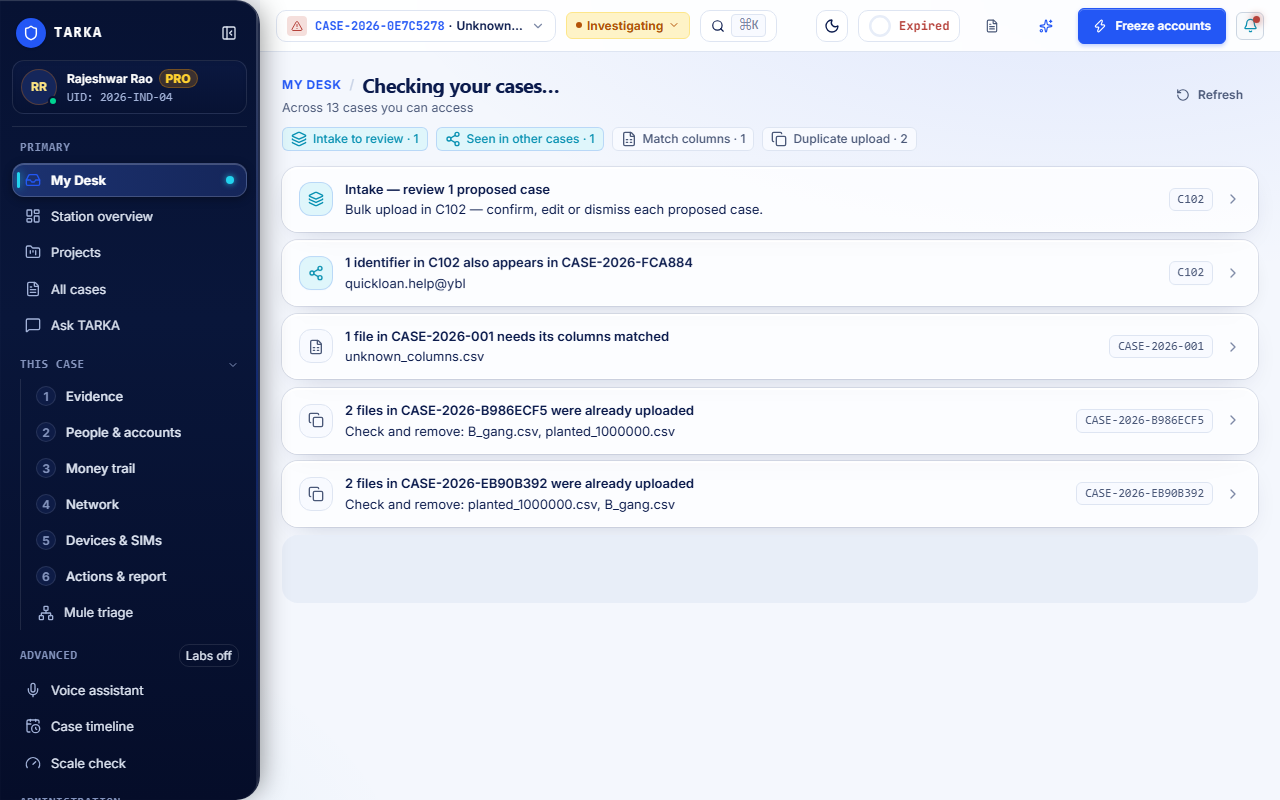 TARKA
RR
Rajeshwar Rao PRO
UID: 2026-IND-04
PRIMARY
My Desk
Station overview
Projects
All cases
Ask TARKA
THIS CASE
1 Evidence
2 People & accounts
3 Money trail
4 Network
5 Devices & SIMs
6 Actions & report
Mule triage
ADVANCED Labs off
Voice assistant
Case timeline
Scale check
ADMINISTRATION
CASE-2026-0E7C5278 · Unknown...
Investigating
⌘K
Expired
Freeze accounts
MY DESK / Checking your cases...
Across 13 cases you can access
Refresh
Intake to review · 1
Seen in other cases · 1
Match columns · 1
Duplicate upload · 2
Intake — review 1 proposed case
Bulk upload in C102 — confirm, edit or dismiss each proposed case.
C102
1 identifier in C102 also appears in CASE-2026-FCA884
quickloan.help@ybl
C102
1 file in CASE-2026-001 needs its columns matched
unknown_columns.csv
CASE-2026-001
2 files in CASE-2026-B986ECF5 were already uploaded
Check and remove: B_gang.csv, planted_1000000.csv
CASE-2026-B986ECF5
2 files in CASE-2026-EB90B392 were already uploaded
Check and remove: planted_1000000.csv, B_gang.csv
CASE-2026-EB90B392